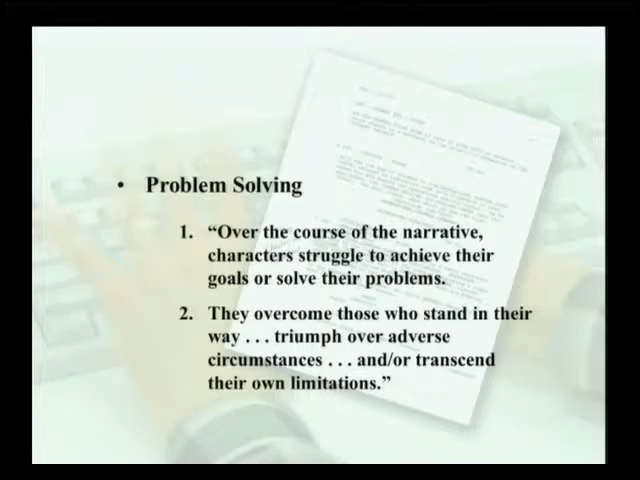 • Problem Solving
1. “Over the course of the narrative,
characters struggle to achieve their
goals or solve their problems.
2. They overcome those who stand in their
way . . . triumph over adverse
circumstances . . . and/or transcend
their own limitations.”